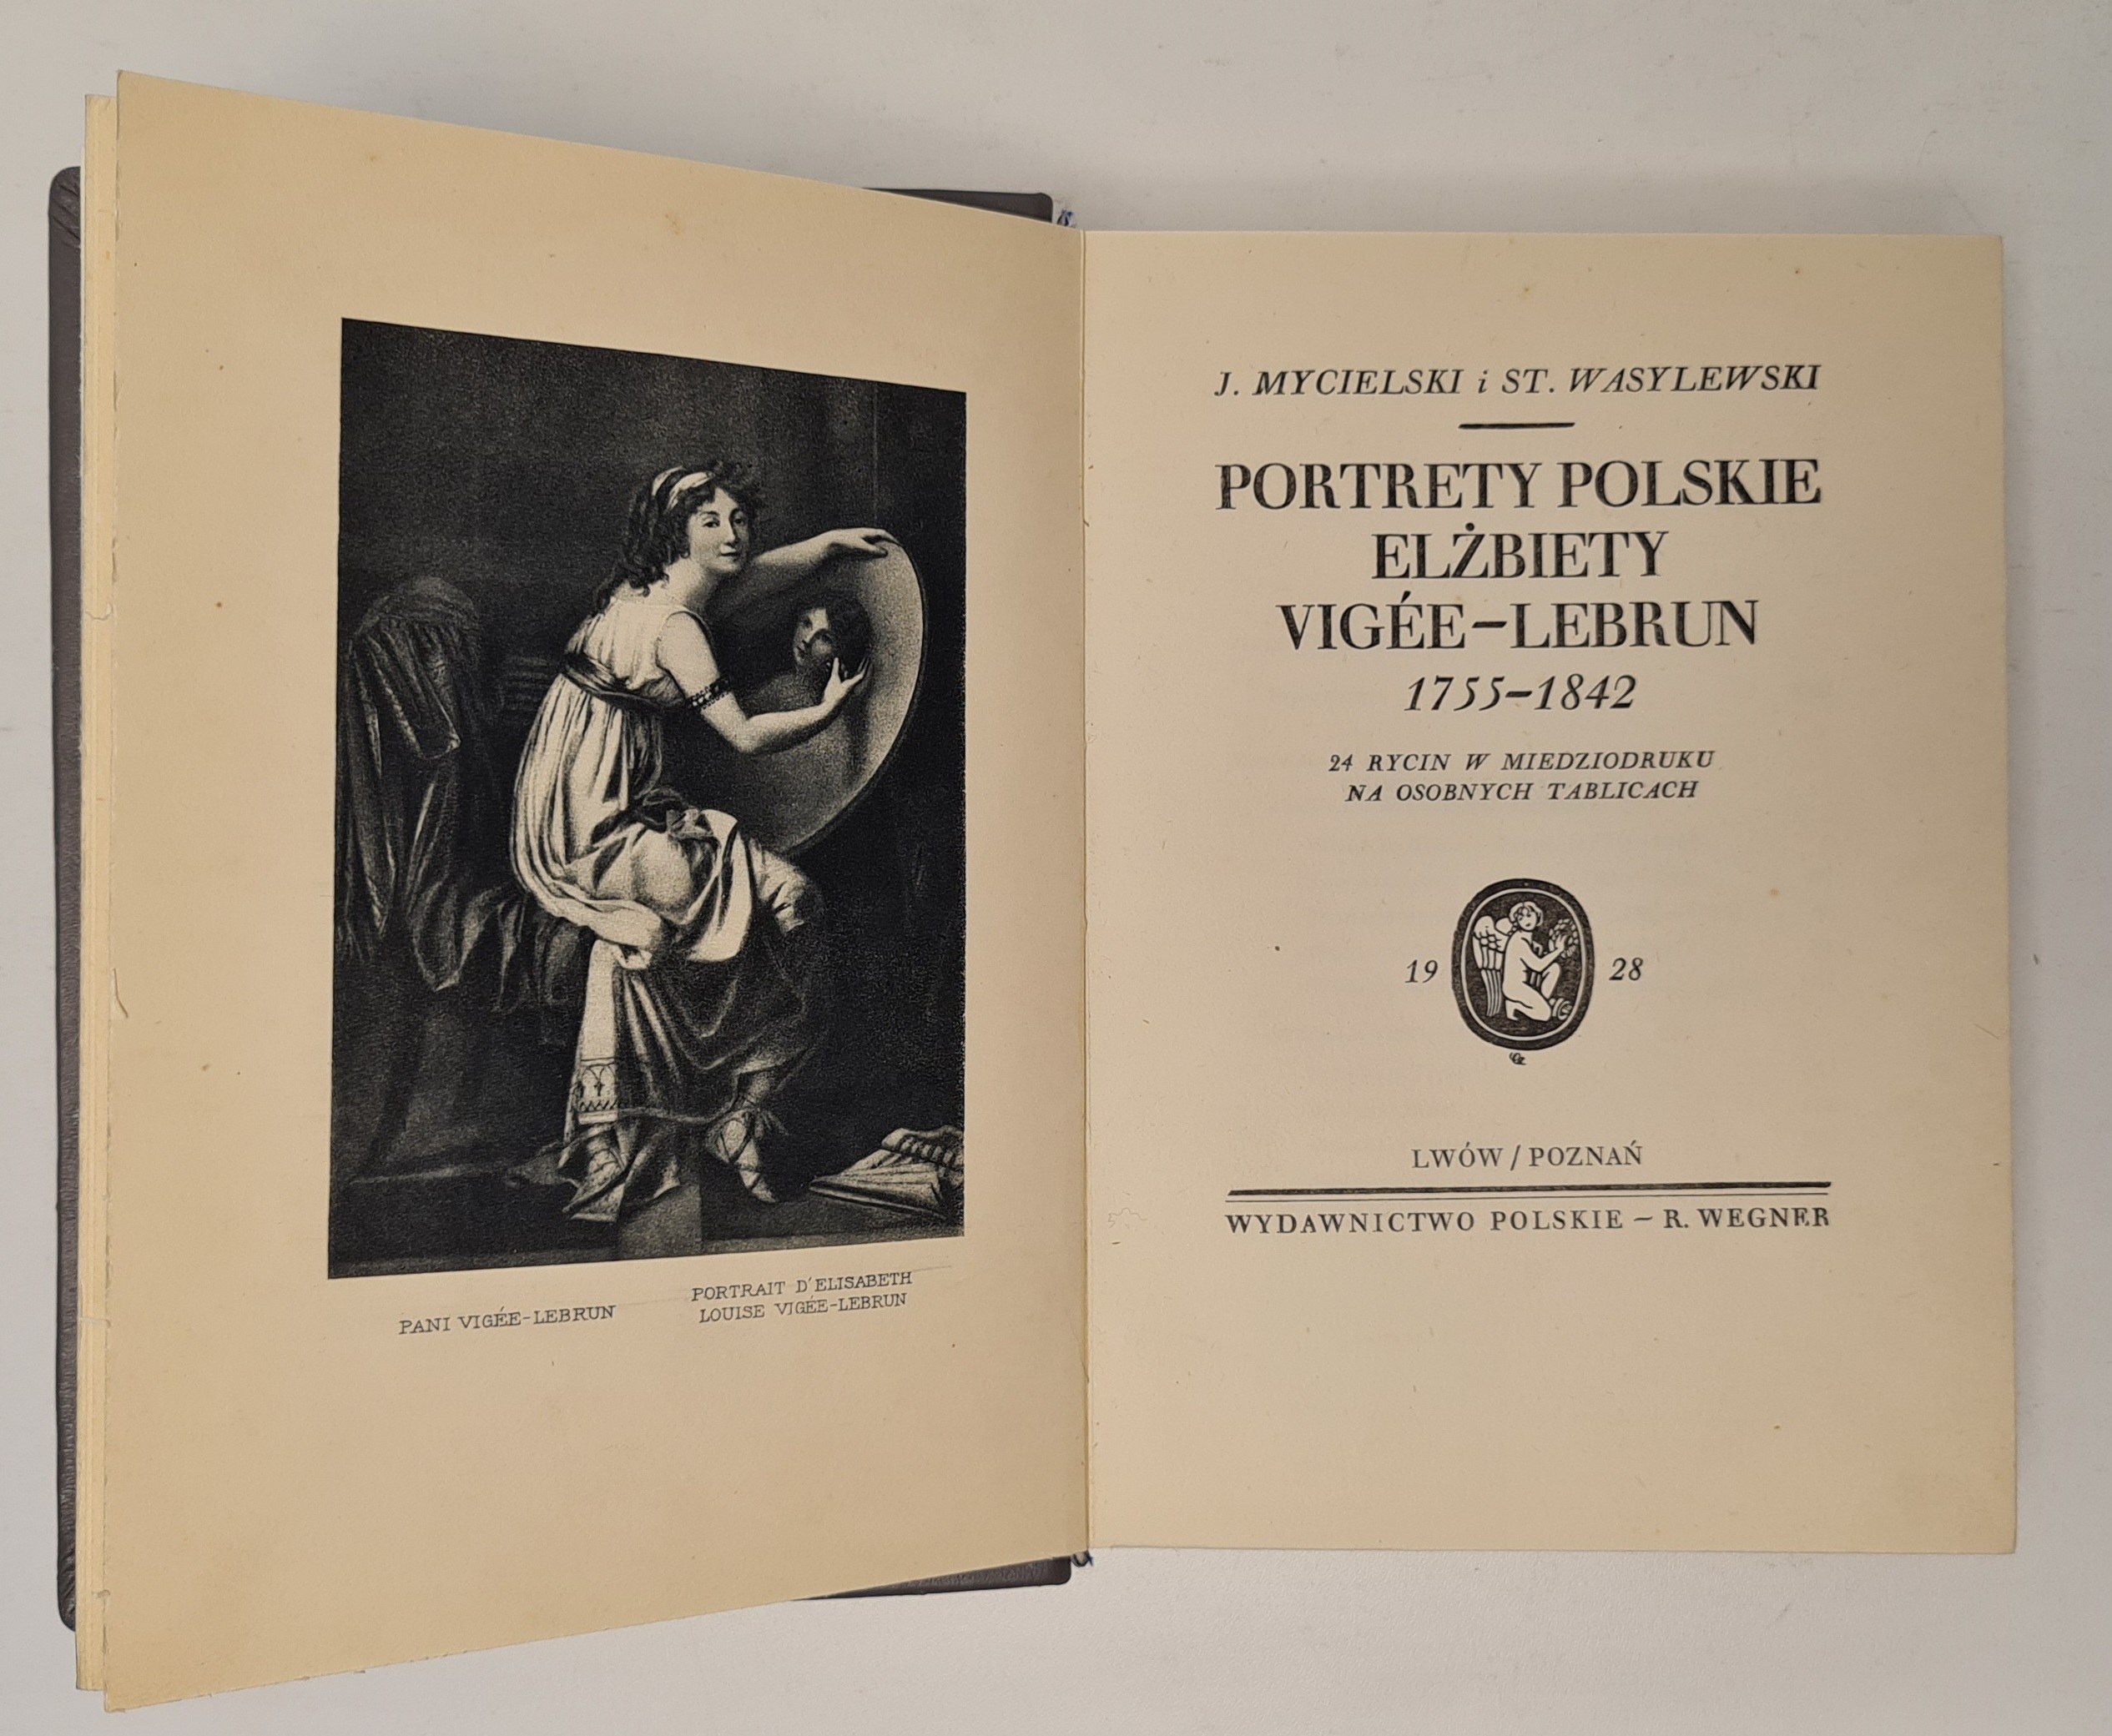 PANI VIGÉE-LEBRUN
PORTRAIT D'ELISABETH
LOUISE VIGÉE-LEBRUN
J. MYCIELSKI i ST. WASYLEWSKI
PORTRETY POLSKIE
ELŻBIETY
VIGÉE-LEBRUN
1755-1842
24 RYCIN W MIEDZIODRUKU
NA OSOBNYCH TABLICACH
19 28
LWÓW / POZNAŃ
WYDAWNICTWO POLSKIE - R. WEGNER